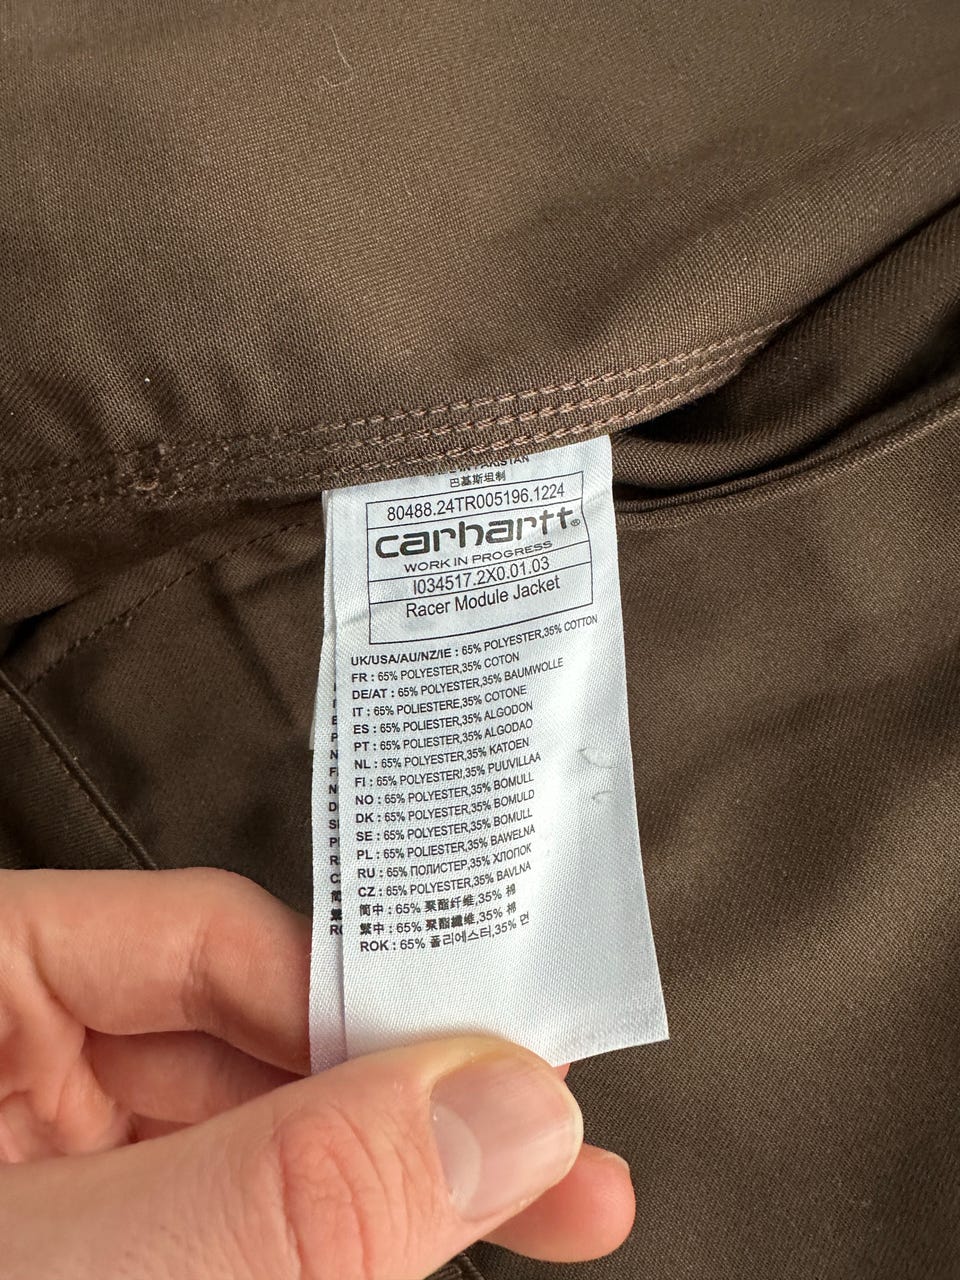 巴基斯坦制
80488.24TR005196.1224
carhartt®
WORK IN PROGRESS
I034517.2X0.01.03
Racer Module Jacket
UK/USA/AU/NZ/IE : 65% POLYESTER,35% COTTON
FR : 65% POLYESTER,35% COTON
DE/AT : 65% POLYESTER,35% BAUMWOLLE
IT : 65% POLIESTERE,35% COTONE
ES : 65% POLIESTER,35% ALGODON
PT : 65% POLIESTER,35% ALGODAO
NL : 65% POLYESTER,35% KATOEN
FI : 65% POLYESTERI,35% PUUVILLAA
NO : 65% POLYESTER,35% BOMULL
DK : 65% POLYESTER,35% BOMULD
SE : 65% POLYESTER,35% BOMULL
PL : 65% POLIESTER,35% BAWEŁNA
RU : 65% ПОЛИСТЕР,35% ХЛОПОК
CZ : 65% POLYESTER,35% BAVLNA
简中 : 65% 聚酯纤维,35% 棉
繁中 : 65% 聚酯纖維,35% 棉
ROK : 65% 폴리에스터,35% 면